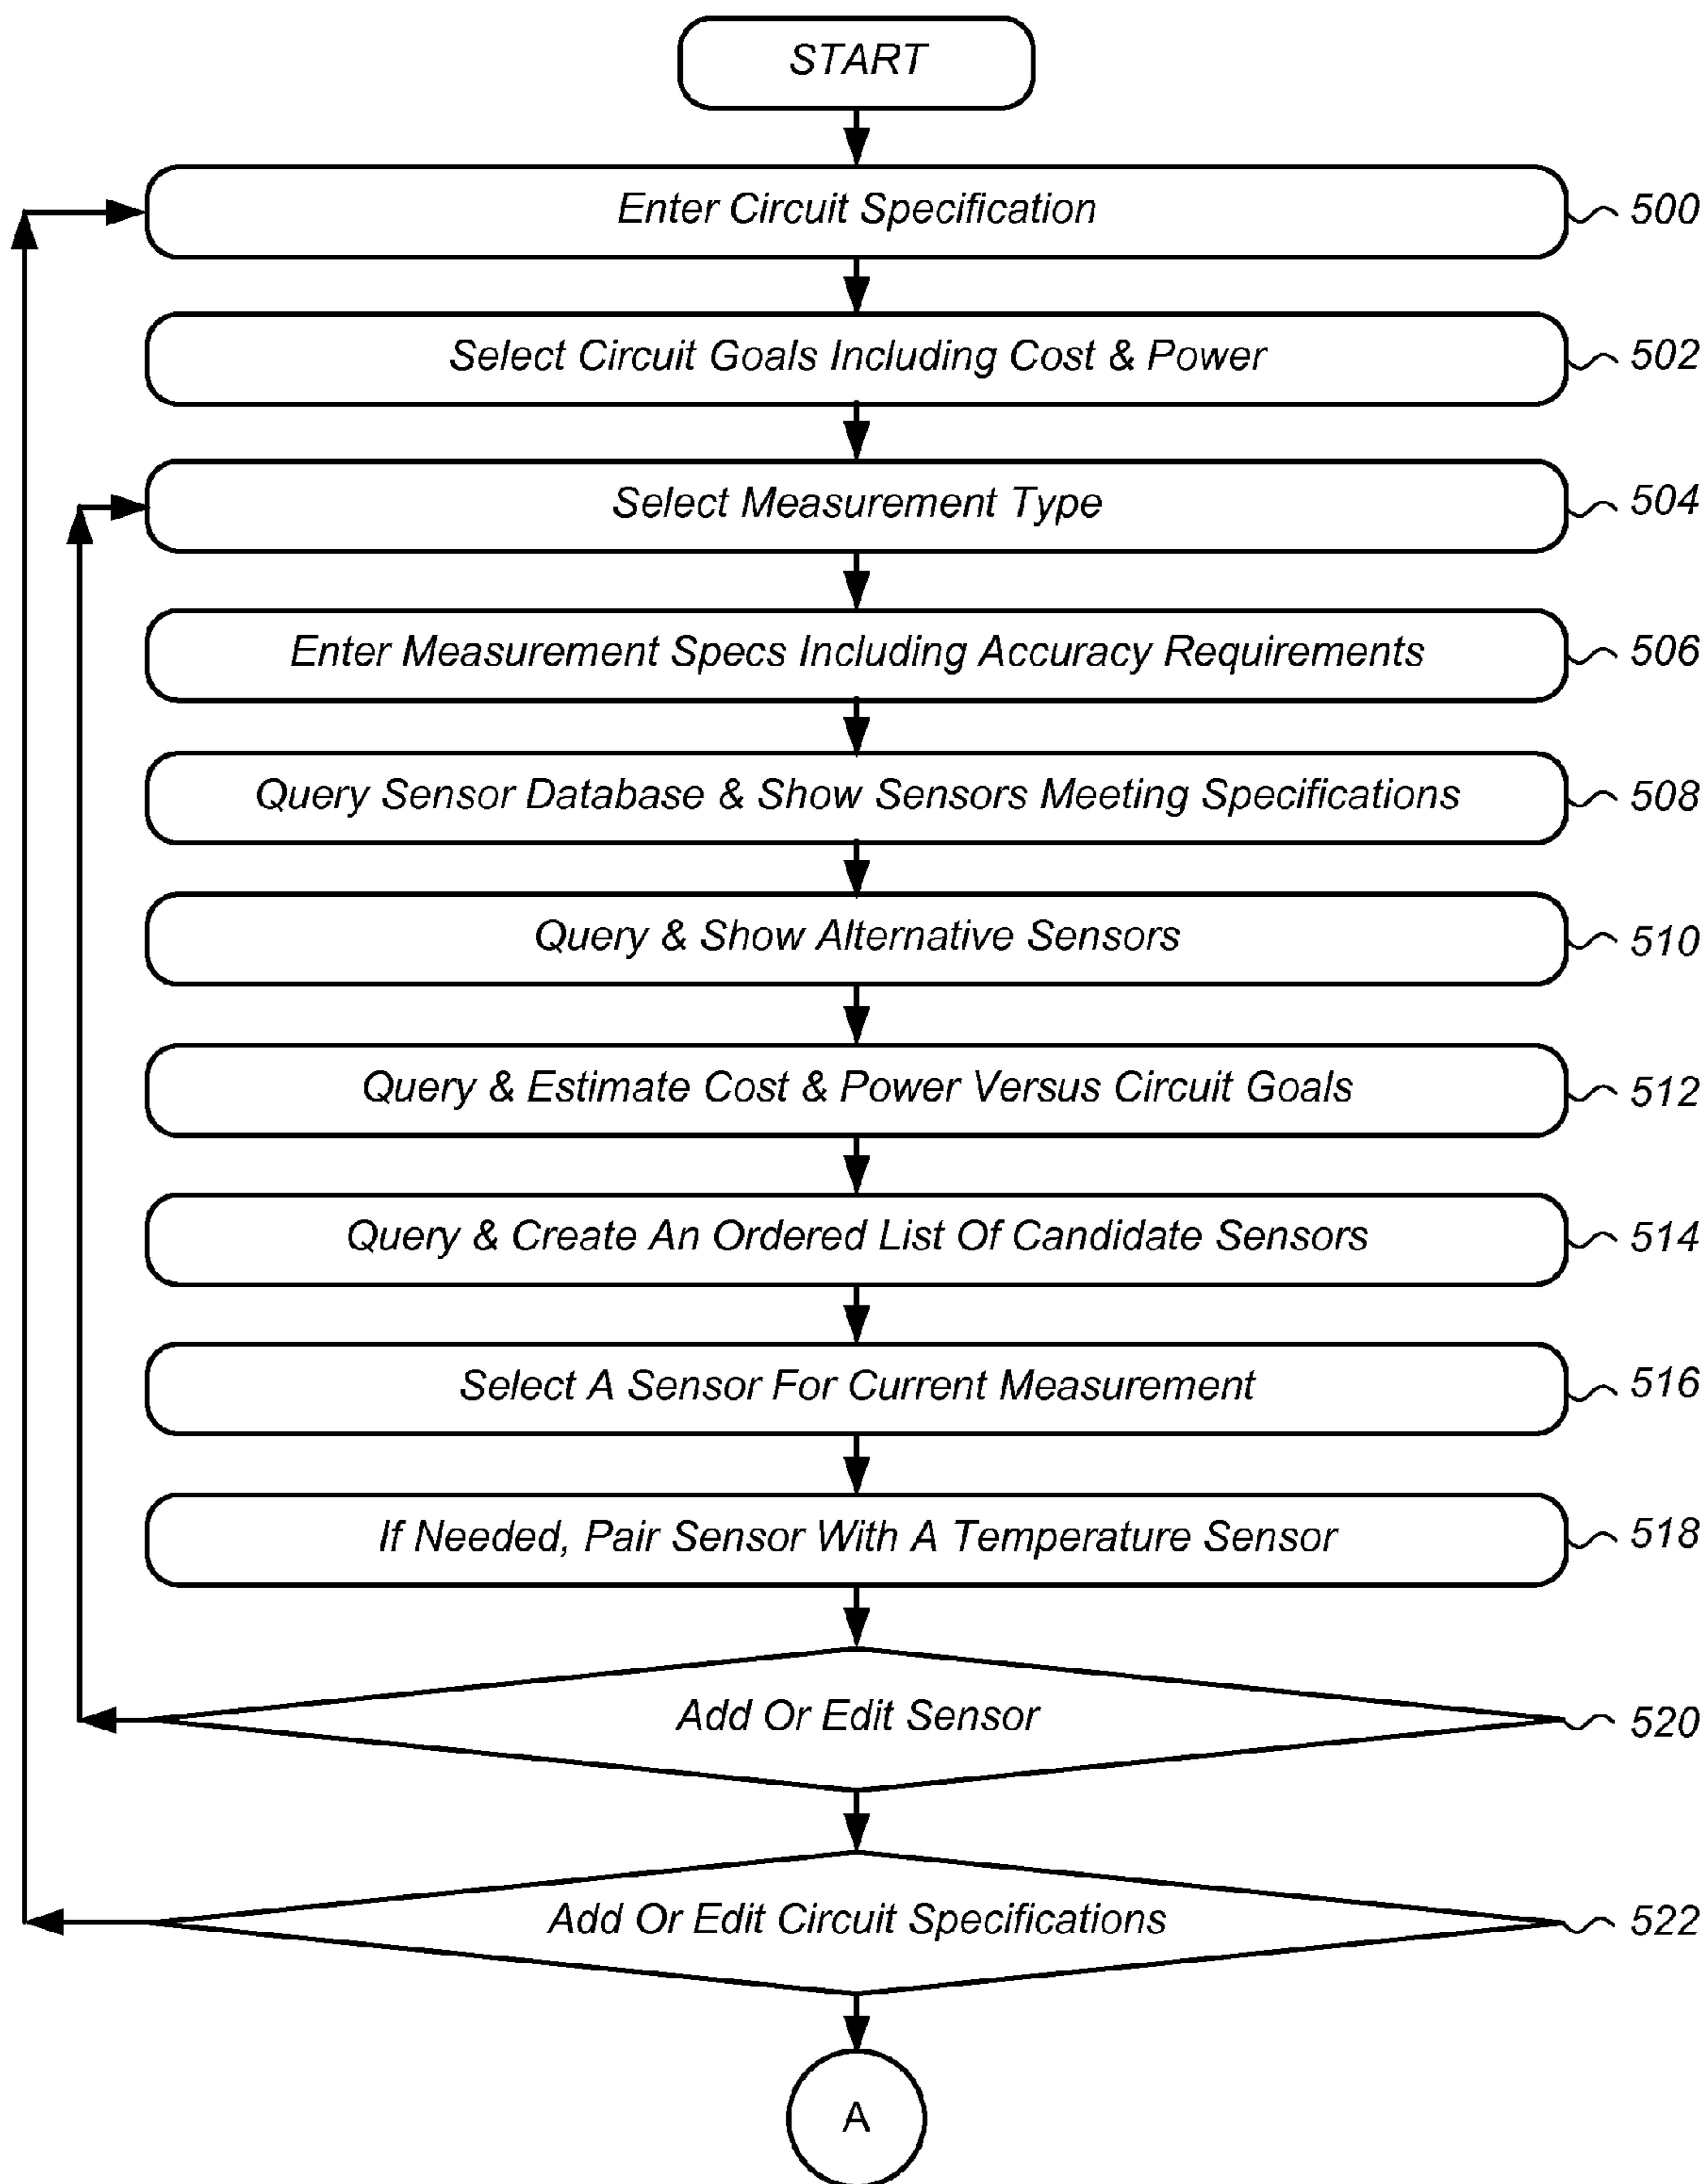 START
Enter Circuit Specification
500
Select Circuit Goals Including Cost & Power
502
Select Measurement Type
504
Enter Measurement Specs Including Accuracy Requirements
506
Query Sensor Database & Show Sensors Meeting Specifications
508
Query & Show Alternative Sensors
510
Query & Estimate Cost & Power Versus Circuit Goals
512
Query & Create An Ordered List Of Candidate Sensors
514
Select A Sensor For Current Measurement
516
If Needed, Pair Sensor With A Temperature Sensor
518
Add Or Edit Sensor
520
Add Or Edit Circuit Specifications
522
A